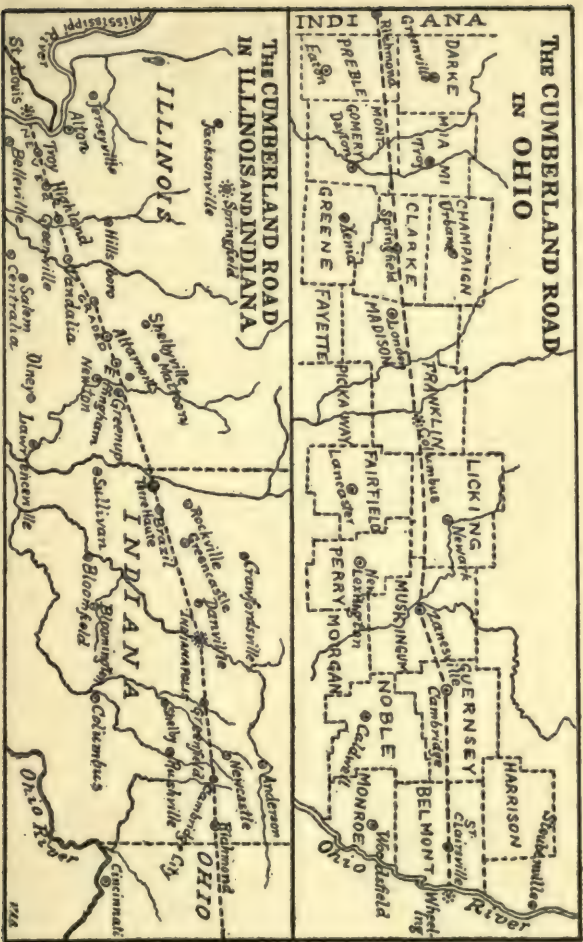 THE CUMBERLAND ROAD
IN OHIO
INDIANA
Richmond
Greenville
DARKE
PREBLE
Eaton
MIAMI
Troy
MONTGOMERY
Dayton
CHAMPAIGN
Urbana
CLARKE
Springfield
GREENE
Xenia
MADISON
London
FAYETTE
FRANKLIN
Columbus
PICKAWAY
LICKING
Newark
FAIRFIELD
Lancaster
PERRY
New
Lexington
MUSKINGUM
Zanesville
MORGAN
GUERNSEY
Cambridge
NOBLE
Caldwell
HARRISON
BELMONT
St.
Clairsville
MONROE
Woodsfield
Steubenville
Wheeling
Ohio River
THE CUMBERLAND ROAD
IN ILLINOIS AND INDIANA
Mississippi
River
St. Louis
ILLINOIS
Jerseyville
Alton
Jacksonville
Springfield
Troy
Highland
Greenville
Belleville
Hillsboro
Vandalia
Centralia
Salem
Shelbyville
Mattoon
Altamont
Effingham
Newton
Greenup
Olney
Lawrenceville
Terre Haute
Brazil
Sullivan
INDIANA
Rockville
Greencastle
Danville
Crawfordsville
INDIANAPOLIS
Bloomfield
Bloomington
Columbus
Greenfield
Shelby
Rushville
Newcastle
Anderson
Cambridge
City
Richmond
OHIO
Ohio River
Cincinnati